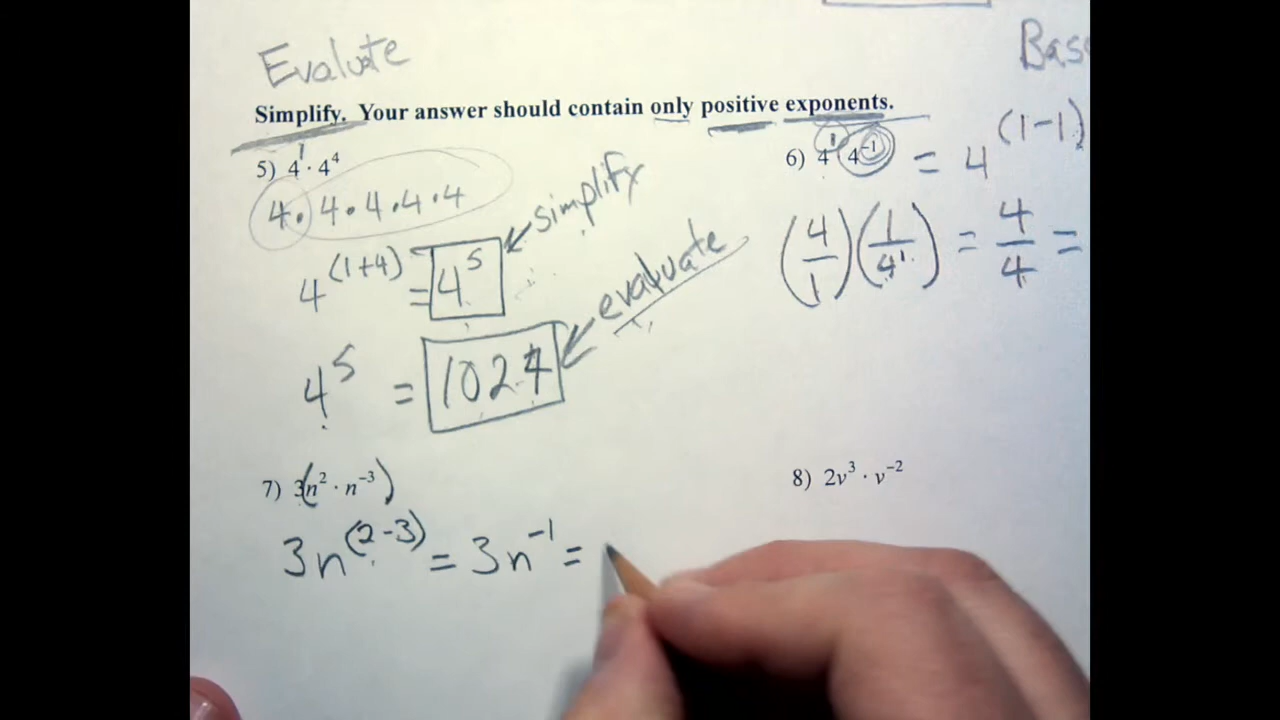 Evaluate
Bas
Simplify. Your answer should contain only positive exponents.
5) 4¹ · 4⁴
4 · 4 · 4 · 4 · 4
4^(1+4) = 4⁵
simplify
4⁵ = 1024
evaluate
6) 4¹ · 4⁻¹ = 4^(1-1)
(4/1)(1/4¹) = 4/4 =
7) 3(n² · n⁻³)
3n^(2-3) = 3n⁻¹ =
8) 2v³ · v⁻²